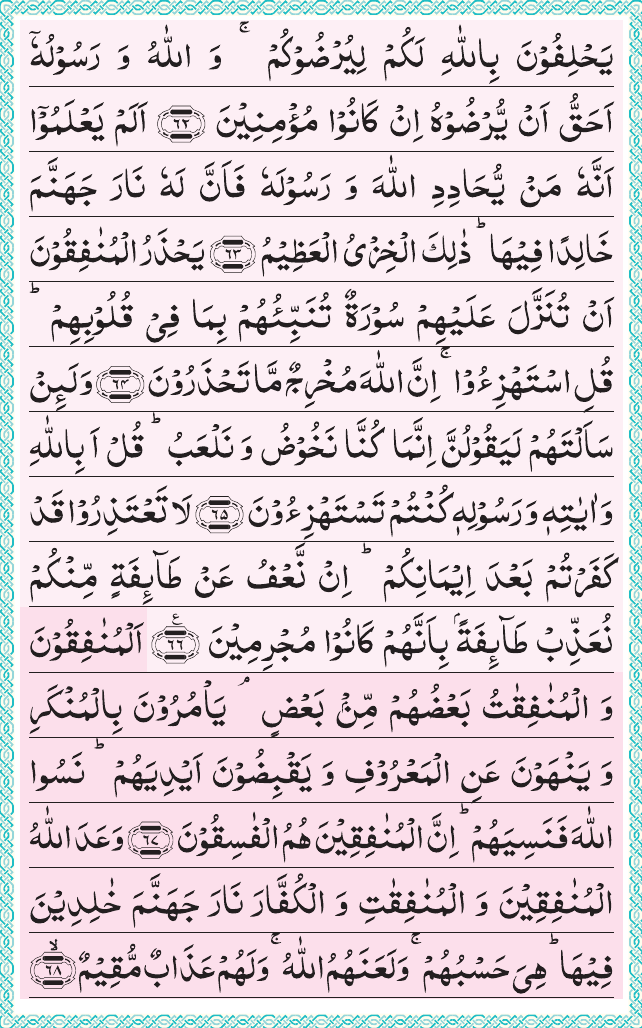 يَحۡلِفُوۡنَ بِاللّٰهِ لَكُمۡ لِيُرۡضُوۡكُمۡ‌ ۚ وَ اللّٰهُ وَ رَسُوۡلُهٗۤ
اَحَقُّ اَنۡ يُّرۡضُوۡهُ اِنۡ كَانُوۡا مُؤۡمِنِيۡنَ ﴿۶۲﴾ اَلَمۡ يَعۡلَمُوۡۤا
اَنَّهٗ مَنۡ يُّحَادِدِ اللّٰهَ وَ رَسُوۡلَهٗ فَاَنَّ لَهٗ نَارَ جَهَنَّمَ
خَالِدًا فِيۡهَا‌ ؕ ذٰلِكَ الۡخِزۡىُ الۡعَظِيۡمُ ﴿۶۳﴾ يَحۡذَرُ الۡمُنٰفِقُوۡنَ
اَنۡ تُنَزَّلَ عَلَيۡهِمۡ سُوۡرَةٌ تُنَبِّئُهُمۡ بِمَا فِىۡ قُلُوۡبِهِمۡ‌ ؕ
قُلِ اسۡتَهۡزِءُوۡا‌ ۚ اِنَّ اللّٰهَ مُخۡرِجٌ مَّا تَحۡذَرُوۡنَ ﴿۶۴﴾ وَلَئِنۡ
سَاَلۡتَهُمۡ لَيَقُوۡلُنَّ اِنَّمَا كُنَّا نَخُوۡضُ وَ نَلۡعَبُ‌ ؕ قُلۡ اَ بِاللّٰهِ
وَاٰيٰتِهٖ وَرَسُوۡلِهٖ كُنۡتُمۡ تَسۡتَهۡزِءُوۡنَ ﴿۶۵﴾ لَا تَعۡتَذِرُوۡا قَدۡ
كَفَرۡتُمۡ بَعۡدَ اِيۡمَانِكُمۡ‌ ؕ اِنۡ نَّعۡفُ عَنۡ طَآئِفَةٍ مِّنۡكُمۡ
نُعَذِّبۡ طَآئِفَةً ۢ بِاَنَّهُمۡ كَانُوۡا مُجۡرِمِيۡنَ ﴿۶۶﴾ ع اَلۡمُنٰفِقُوۡنَ
وَ الۡمُنٰفِقٰتُ بَعۡضُهُمۡ مِّنۡۢ بَعۡضٍ‌ ۘ يَاۡمُرُوۡنَ بِالۡمُنۡكَرِ
وَ يَنۡهَوۡنَ عَنِ الۡمَعۡرُوۡفِ وَ يَقۡبِضُوۡنَ اَيۡدِيَهُمۡ‌ ؕ نَسُوا
اللّٰهَ فَنَسِيَهُمۡ‌ ؕ اِنَّ الۡمُنٰفِقِيۡنَ هُمُ الۡفٰسِقُوۡنَ ﴿۶۷﴾ وَعَدَ اللّٰهُ
الۡمُنٰفِقِيۡنَ وَ الۡمُنٰفِقٰتِ وَ الۡكُفَّارَ نَارَ جَهَنَّمَ خٰلِدِيۡنَ
فِيۡهَا‌ ؕ هِىَ حَسۡبُهُمۡ‌ ۚ وَلَعَنَهُمُ اللّٰهُ‌ ۚ وَلَهُمۡ عَذَابٌ مُّقِيۡمٌ ۙ ﴿۶۸﴾